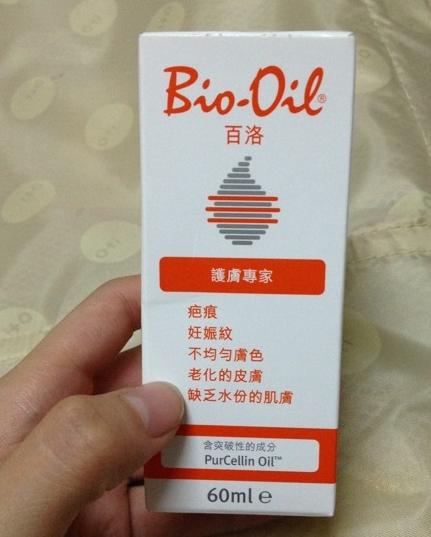 Bio-Oil®
百洛
護膚專家
疤痕
妊娠紋
不均勻膚色
老化的皮膚
缺乏水份的肌膚
含突破性的成分
PurCellin Oil™
60ml ℮